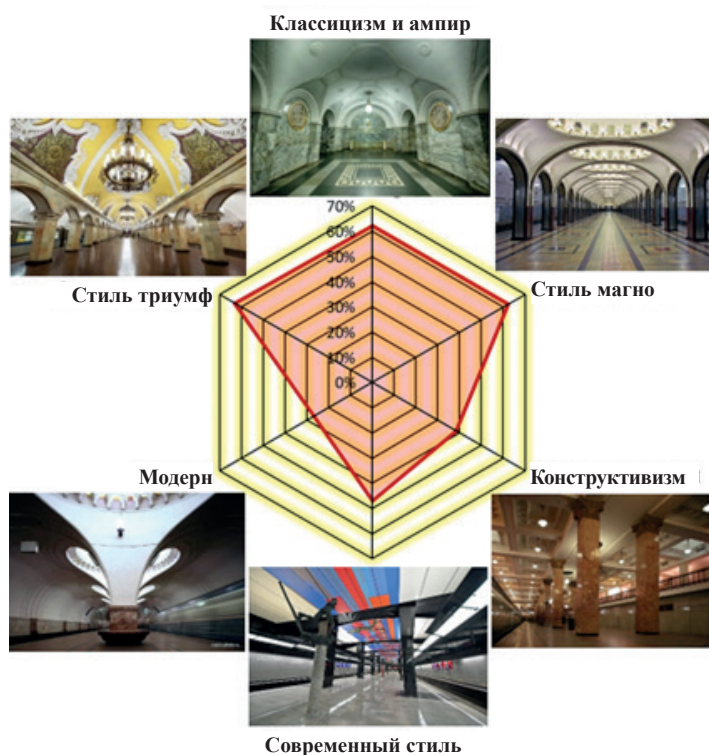 Классицизм и ампир
70%
60%
50%
Стиль триумф
Стиль магно
40%
30%
20%
10%
0%
Модерн
Конструктивизм
Современный стиль